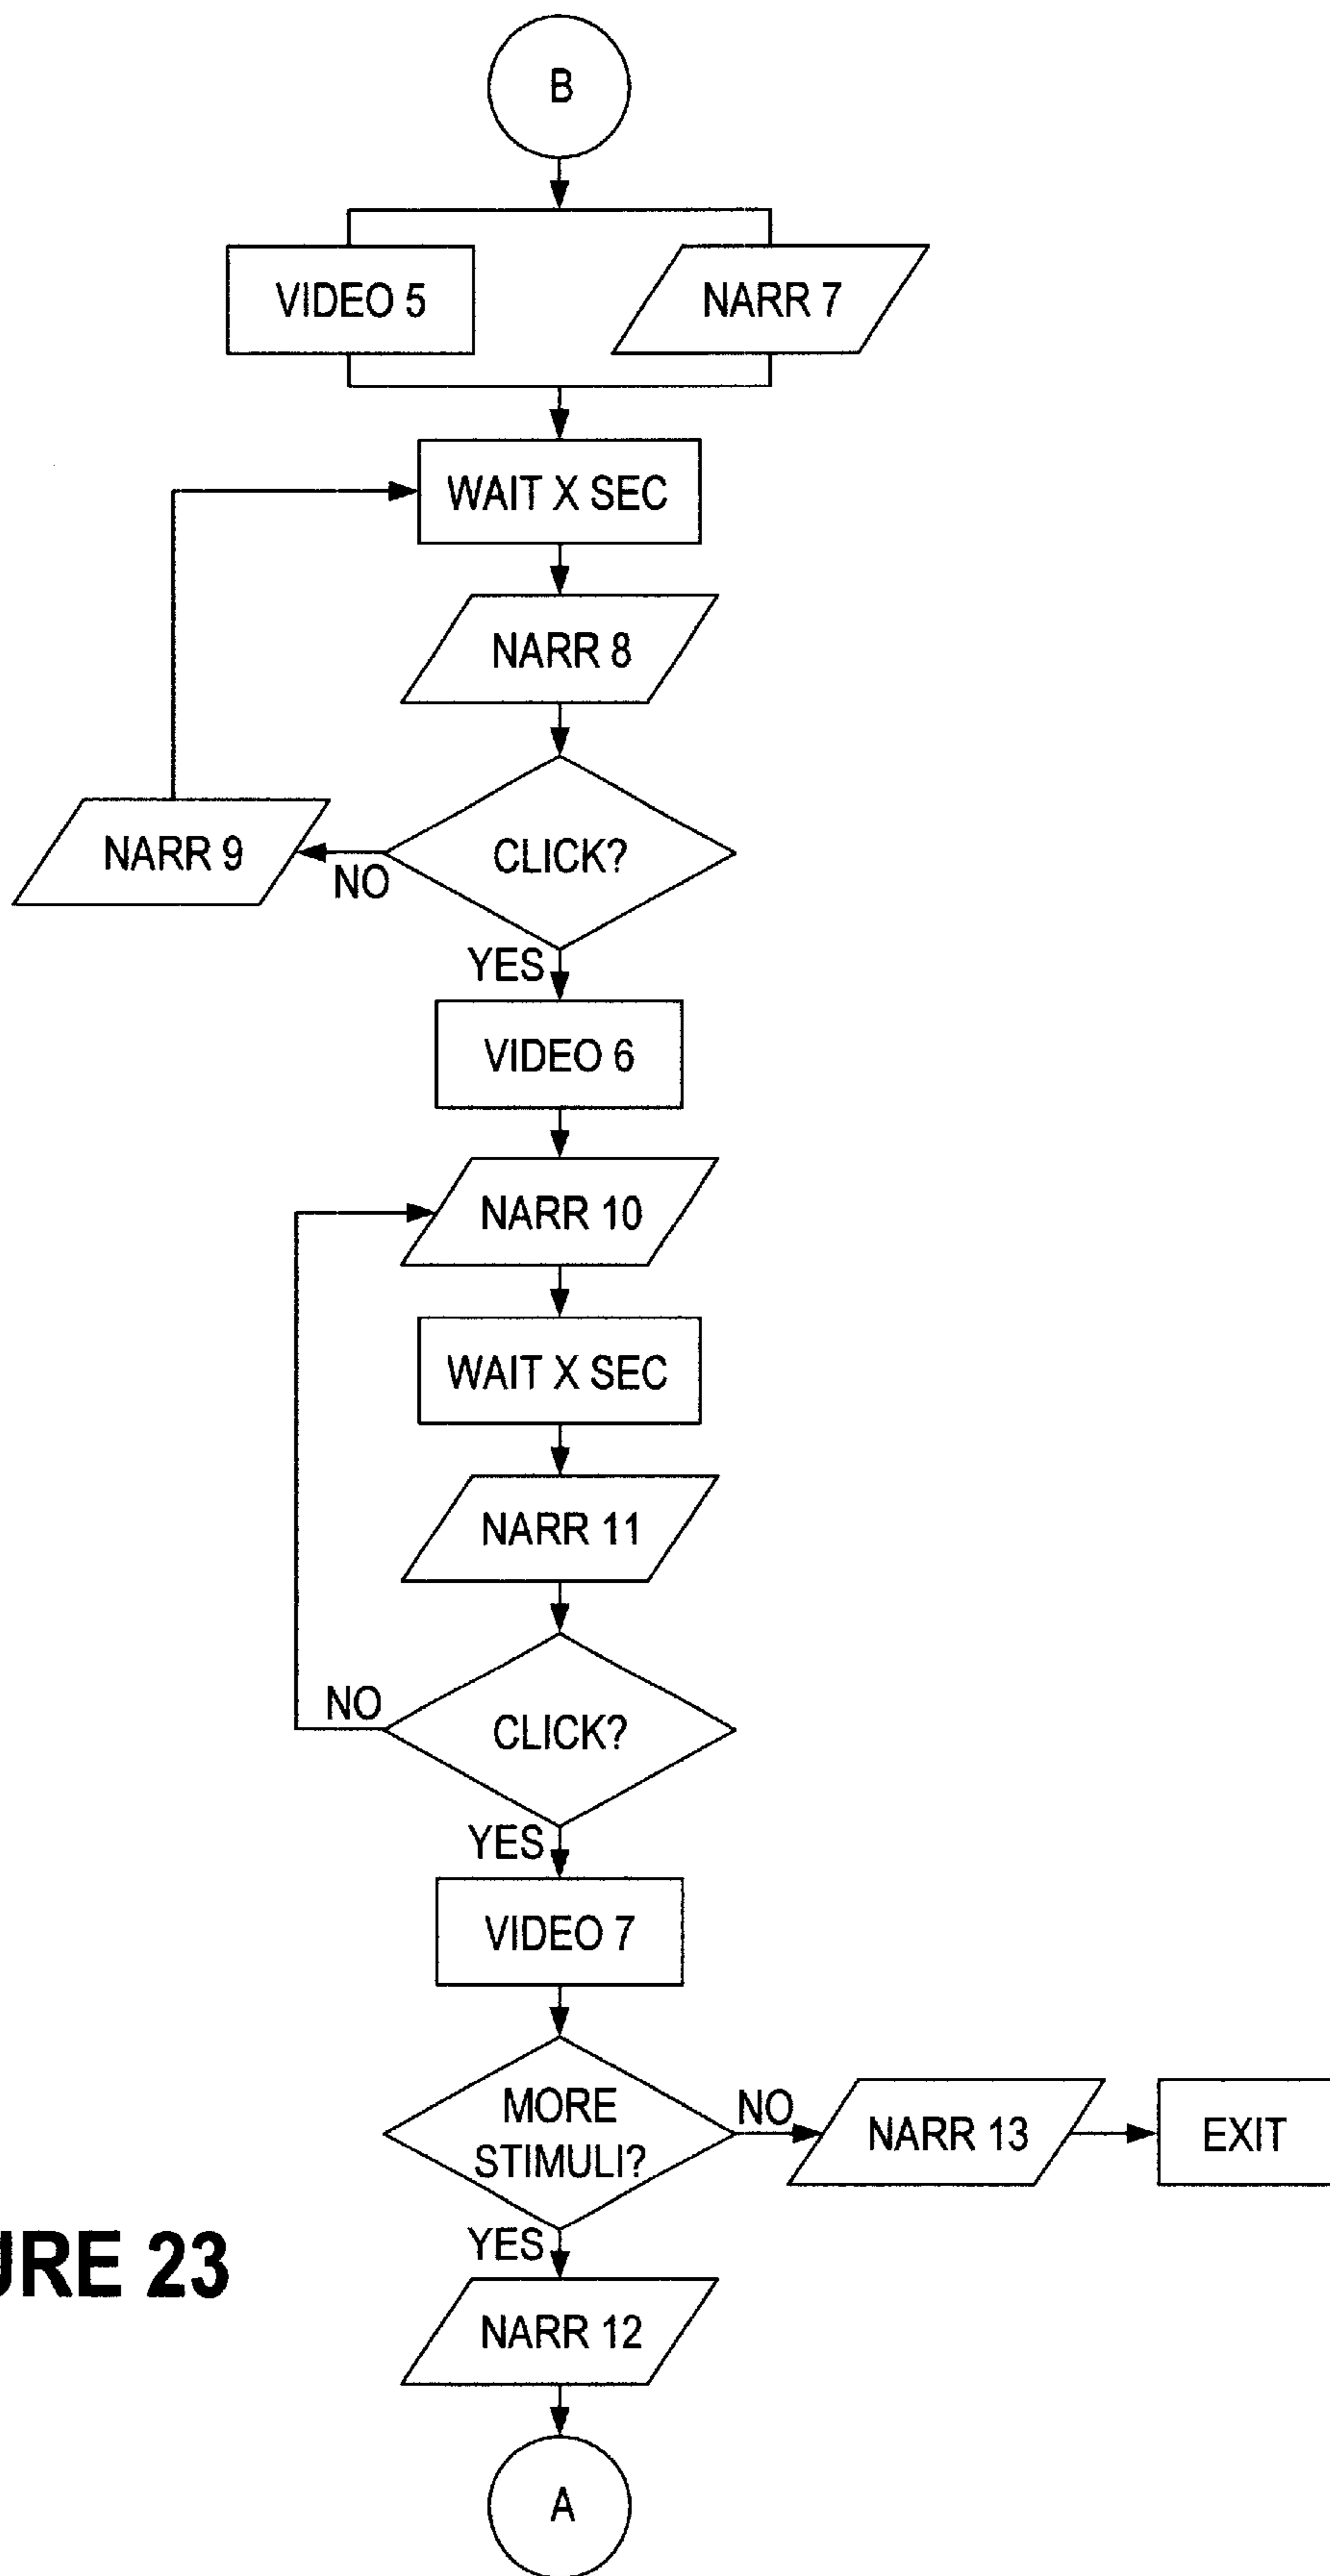 B
VIDEO 5
NARR 7
WAIT X SEC
NARR 8
CLICK?
NO
NARR 9
YES
VIDEO 6
NARR 10
WAIT X SEC
NARR 11
CLICK?
NO
YES
VIDEO 7
MORE
STIMULI?
NO
NARR 13
EXIT
YES
NARR 12
A
URE 23